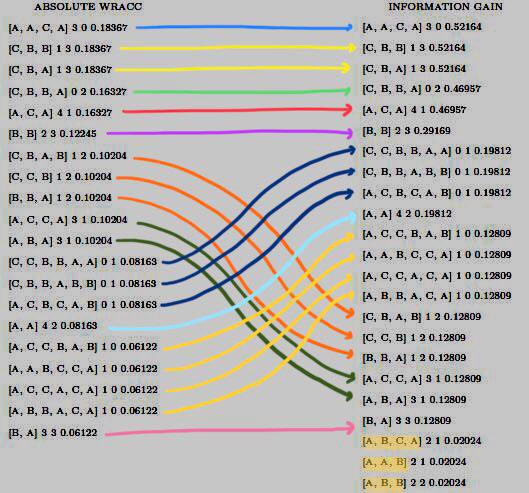 ABSOLUTE WRACC
[A, A, C, A] 3 0 0.18367
[C, B, B] 1 3 0.18367
[C, B, A] 1 3 0.18367
[C, B, B, A] 0 2 0.16327
[A, C, A] 4 1 0.16327
[B, B] 2 3 0.12245
[C, B, A, B] 1 2 0.10204
[C, C, B] 1 2 0.10204
[B, B, A] 1 2 0.10204
[A, C, C, A] 3 1 0.10204
[A, B, A] 3 1 0.10204
[C, C, B, B, A, A] 0 1 0.08163
[C, B, B, A, B, B] 0 1 0.08163
[A, C, B, C, A, B] 0 1 0.08163
[A, A] 4 2 0.08163
[A, C, C, B, A, B] 1 0 0.06122
[A, A, B, C, C, A] 1 0 0.06122
[A, C, C, A, C, A] 1 0 0.06122
[A, B, B, A, C, A] 1 0 0.06122
[B, A] 3 3 0.06122
INFORMATION GAIN
[A, A, C, A] 3 0 0.52164
[C, B, B] 1 3 0.52164
[C, B, A] 1 3 0.52164
[C, B, B, A] 0 2 0.46957
[A, C, A] 4 1 0.46957
[B, B] 2 3 0.29169
[C, C, B, B, A, A] 0 1 0.19812
[C, B, B, A, B, B] 0 1 0.19812
[A, C, B, C, A, B] 0 1 0.19812
[A, A] 4 2 0.19812
[A, C, C, B, A, B] 1 0 0.12809
[A, A, B, C, C, A] 1 0 0.12809
[A, C, C, A, C, A] 1 0 0.12809
[A, B, B, A, C, A] 1 0 0.12809
[C, B, A, B] 1 2 0.12809
[C, C, B] 1 2 0.12809
[B, B, A] 1 2 0.12809
[A, C, C, A] 3 1 0.12809
[A, B, A] 3 1 0.12809
[B, A] 3 3 0.12809
[A, B, C, A] 2 1 0.02024
[A, A, B] 2 1 0.02024
[A, B, B] 2 2 0.02024